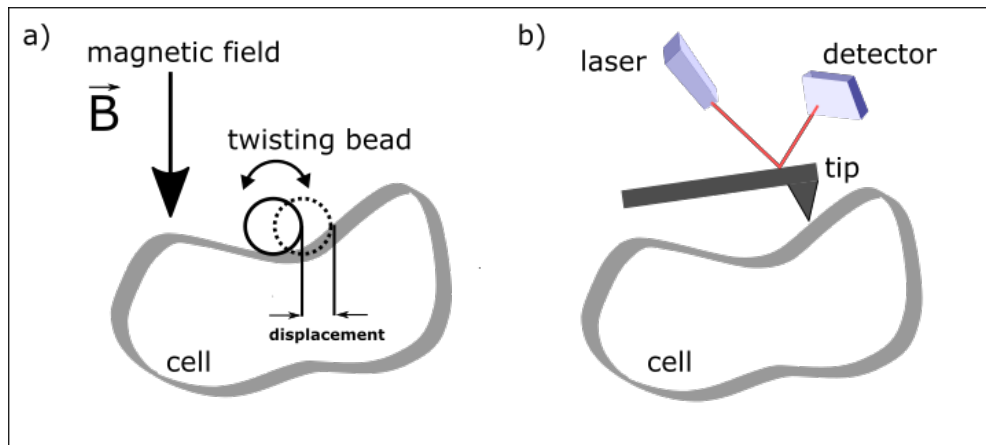 a)
magnetic field
B
twisting bead
displacement
cell
b)
laser
detector
tip
cell